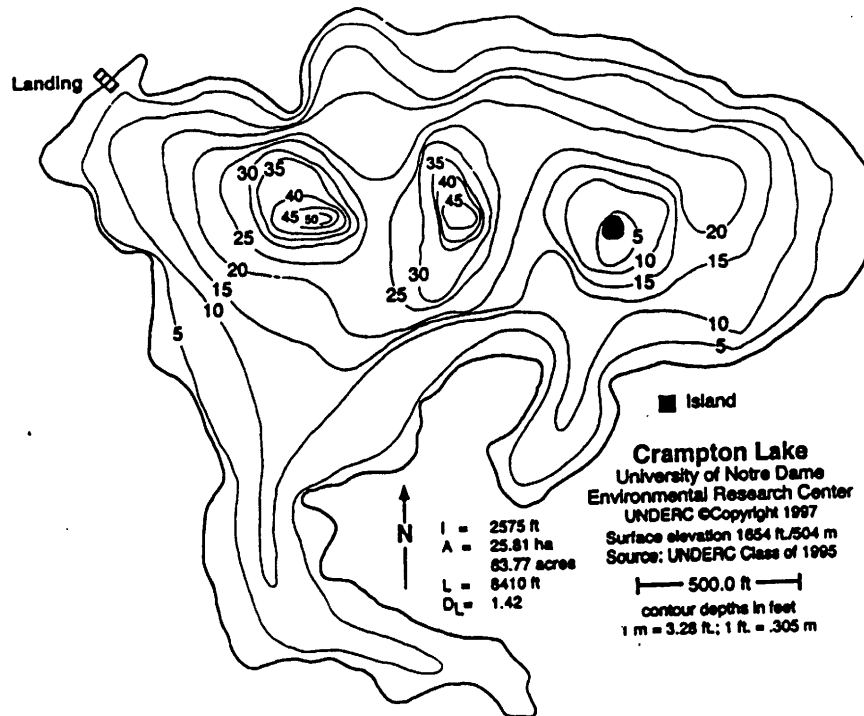 Landing
35
30
40
45 50
25
20
15
10
5
35
40
45
30
25
5
10
15
20
15
10
5
Island
Crampton Lake
University of Notre Dame
Environmental Research Center
UNDERC ©Copyright 1997
Surface elevation 1654 ft./504 m
Source: UNDERC Class of 1995
500.0 ft
contour depths in feet
1 m = 3.28 ft.; 1 ft. = .305 m
N
I = 2575 ft
A = 25.81 ha
63.77 acres
L = 8410 ft
DL= 1.42